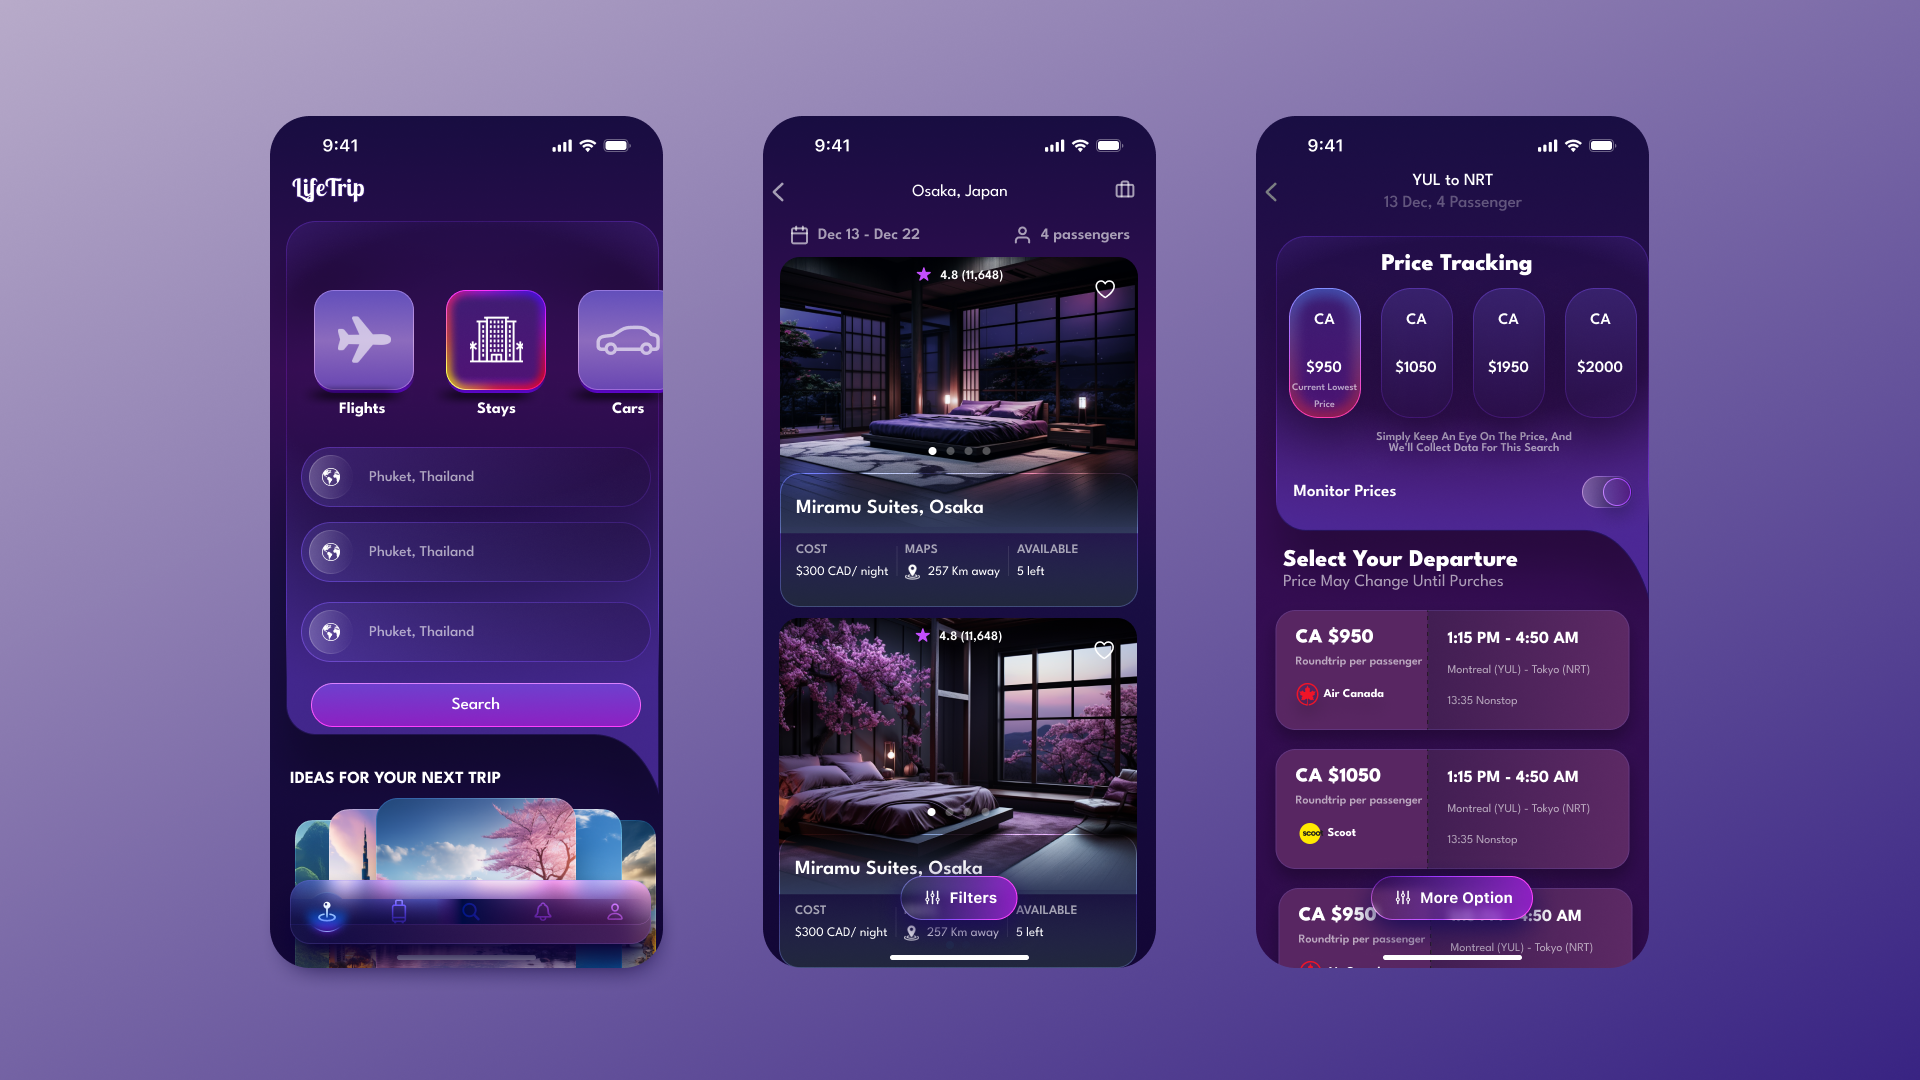 9:41
LifeTrip
Flights
Stays
Cars
Phuket, Thailand
Phuket, Thailand
Phuket, Thailand
Search
IDEAS FOR YOUR NEXT TRIP
9:41
Osaka, Japan
Dec 13 - Dec 22
4 passengers
4.8 (11,648)
Miramu Suites, Osaka
COST
MAPS
AVAILABLE
$300 CAD/ night
257 Km away
5 left
4.8 (11,648)
Miramu Suites, Osaka
Filters
COST
AVAILABLE
$300 CAD/ night
257 Km away
5 left
9:41
YUL to NRT
13 Dec, 4 Passenger
Price Tracking
CA
$950
Current Lowest
Price
CA
$1050
CA
$1950
CA
$2000
Simply Keep An Eye On The Price, And
We'll Collect Data For This Search
Monitor Prices
Select Your Departure
Price May Change Until Purches
CA $950
Roundtrip per passenger
Air Canada
1:15 PM - 4:50 AM
Montreal (YUL) - Tokyo (NRT)
13:35 Nonstop
CA $1050
Roundtrip per passenger
Scoot
1:15 PM - 4:50 AM
Montreal (YUL) - Tokyo (NRT)
13:35 Nonstop
More Option
CA $950
Roundtrip per passenger
4:50 AM
Montreal (YUL) - Tokyo (NRT)